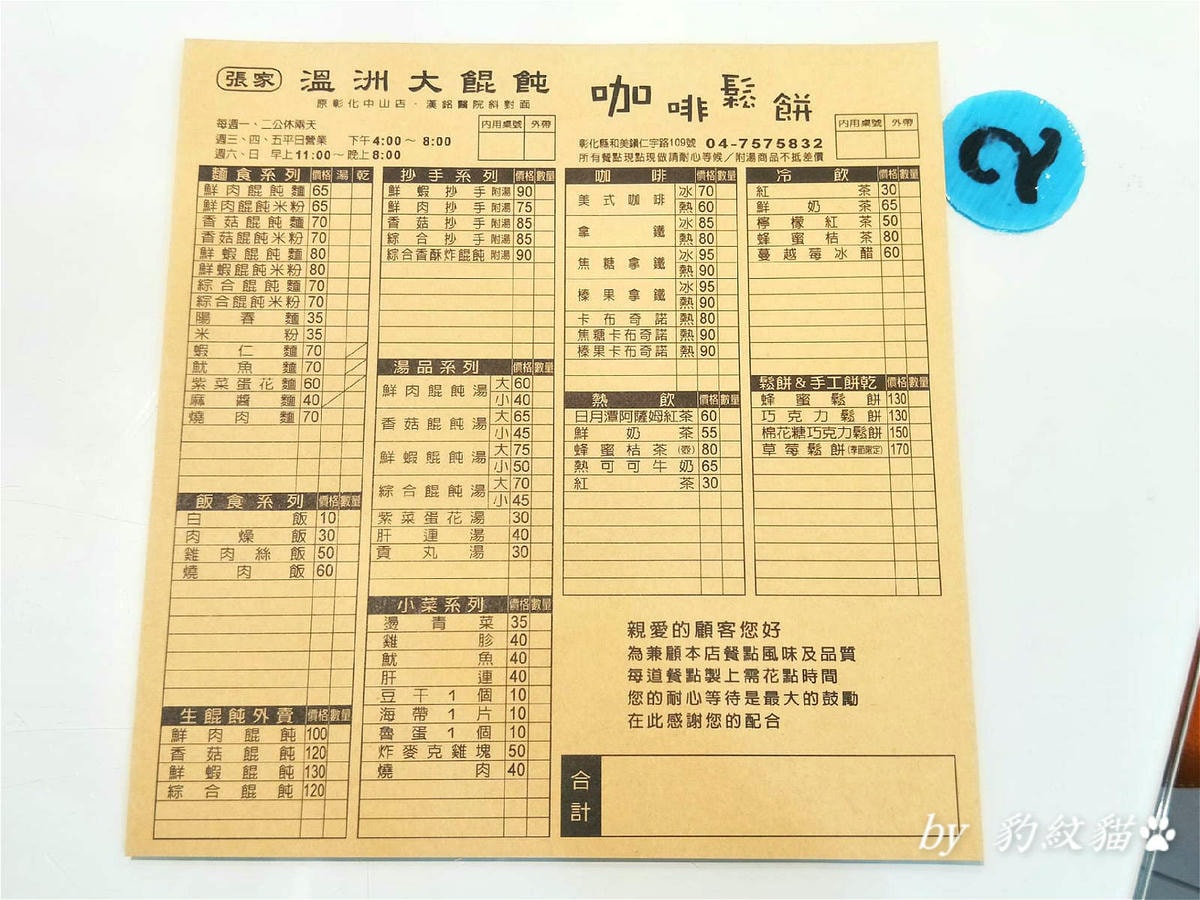 張家 溫洲大餛飩
原彰化中山店．漢銘醫院斜對面
每週一、二公休兩天
週三、四、五平日營業 下午4:00～8:00
週六、日 早上11:00～晚上8:00
內用桌號 外帶
麵食系列 價格 湯 乾
鮮肉餛飩麵 65
鮮肉餛飩米粉 65
香菇餛飩麵 70
香菇餛飩米粉 70
鮮蝦餛飩麵 80
鮮蝦餛飩米粉 80
綜合餛飩麵 70
綜合餛飩米粉 70
陽春麵 35
米粉 35
蝦仁麵 70
魷魚麵 70
紫菜蛋花麵 60
麻醬麵 40
燒肉麵 70
飯食系列 價格 數量
白飯 10
肉燥飯 30
雞肉絲飯 50
燒肉飯 60
生餛飩外賣 價格 數量
鮮肉餛飩 100
香菇餛飩 120
鮮蝦餛飩 130
綜合餛飩 120
抄手系列 價格 數量
鮮蝦抄手 附湯 90
鮮肉抄手 附湯 75
香菇抄手 附湯 85
綜合抄手 附湯 85
綜合香酥炸餛飩 附湯 90
湯品系列 價格 數量
鮮肉餛飩湯 大 60
小 40
香菇餛飩湯 大 65
小 45
鮮蝦餛飩湯 大 75
小 50
綜合餛飩湯 大 70
小 45
紫菜蛋花湯 30
肝連湯 40
貢丸湯 30
小菜系列 價格 數量
燙青菜 35
雞胗 40
魷魚 40
肝連 40
豆干1個 10
海帶1片 10
魯蛋1個 10
炸麥克雞塊 50
燒肉 40
咖啡鬆餅
內用桌號 外帶
彰化縣和美鎮仁宇路109號 04-7575832
所有餐點現點現做請耐心等候／附湯商品不抵差價
咖啡 價格 數量
美式咖啡 冰 70
熱 60
拿鐵 冰 85
熱 80
焦糖拿鐵 冰 95
熱 90
榛果拿鐵 冰 95
熱 90
卡布奇諾 熱 80
焦糖卡布奇諾 熱 90
榛果卡布奇諾 熱 90
熱飲 價格 數量
日月潭阿薩姆紅茶 60
鮮奶茶 55
蜂蜜桔茶(壺) 80
熱可可牛奶 65
紅茶 30
冷飲 價格 數量
紅茶 30
鮮奶茶 65
檸檬紅茶 50
蜂蜜桔茶 80
蔓越莓冰醋 60
鬆餅&手工餅乾 價格 數量
蜂蜜鬆餅 130
巧克力鬆餅 130
棉花糖巧克力鬆餅 150
草莓鬆餅(季節限定) 170
親愛的顧客您好
為兼顧本店餐點風味及品質
每道餐點製上需花點時間
您的耐心等待是最大的鼓勵
在此感謝您的配合
合計
2
by 豹紋貓